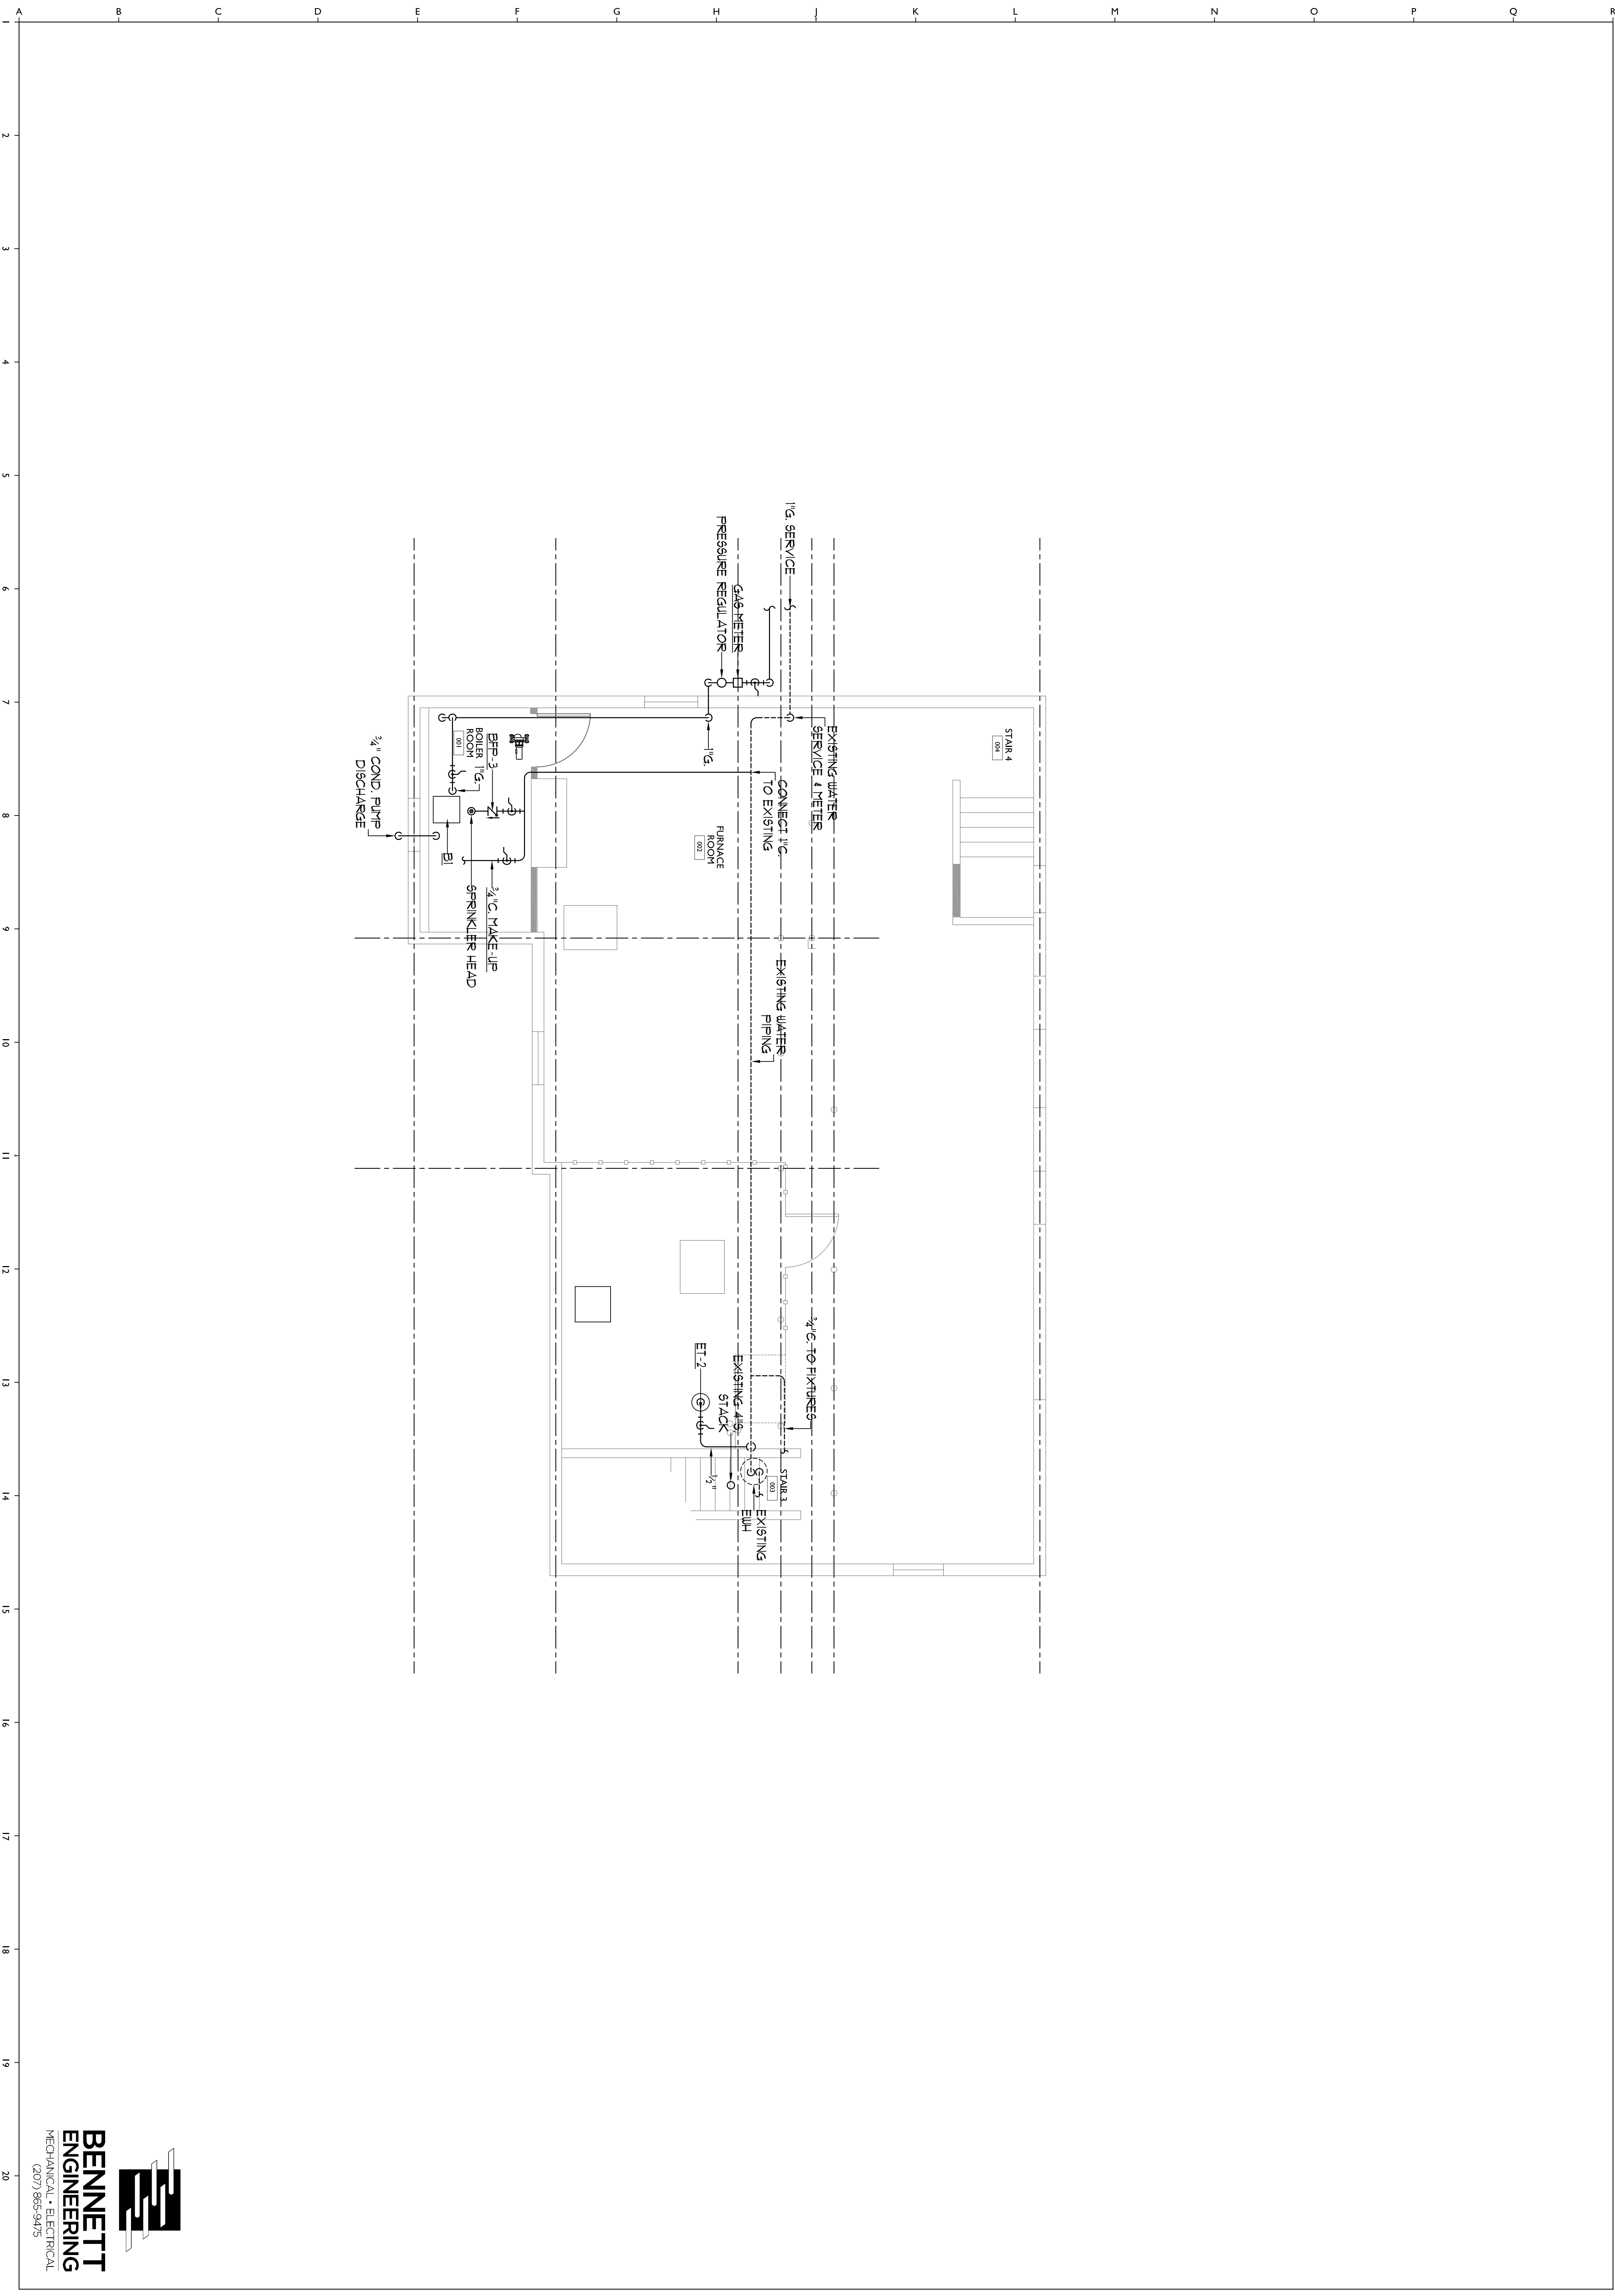 A
B
C
D
E
F
G
H
J
K
L
M
N
O
P
Q
R
1
2
3
4
5
6
7
8
9
10
11
12
13
14
15
16
17
18
19
20
STAIR 4
004
EXISTING WATER
SERVICE & METER
1"G. SERVICE
CONNECT 1"C.
TO EXISTING
GAS METER
PRESSURE REGULATOR
1"G.
FURNACE
ROOM
002
EXISTING WATER
PIPING
3/4"C. TO FIXTURES
STAIR 3
003
EXISTING
EWH
EXISTING 4"S
STACK
1/2"
ET-2
BFP-3
1"G.
BOILER
ROOM
001
3/4"C. MAKE-UP
SPRINKLER HEAD
B1
3/4" COND. PUMP
DISCHARGE
BENNETT
ENGINEERING
MECHANICAL • ELECTRICAL
(207) 865-9475